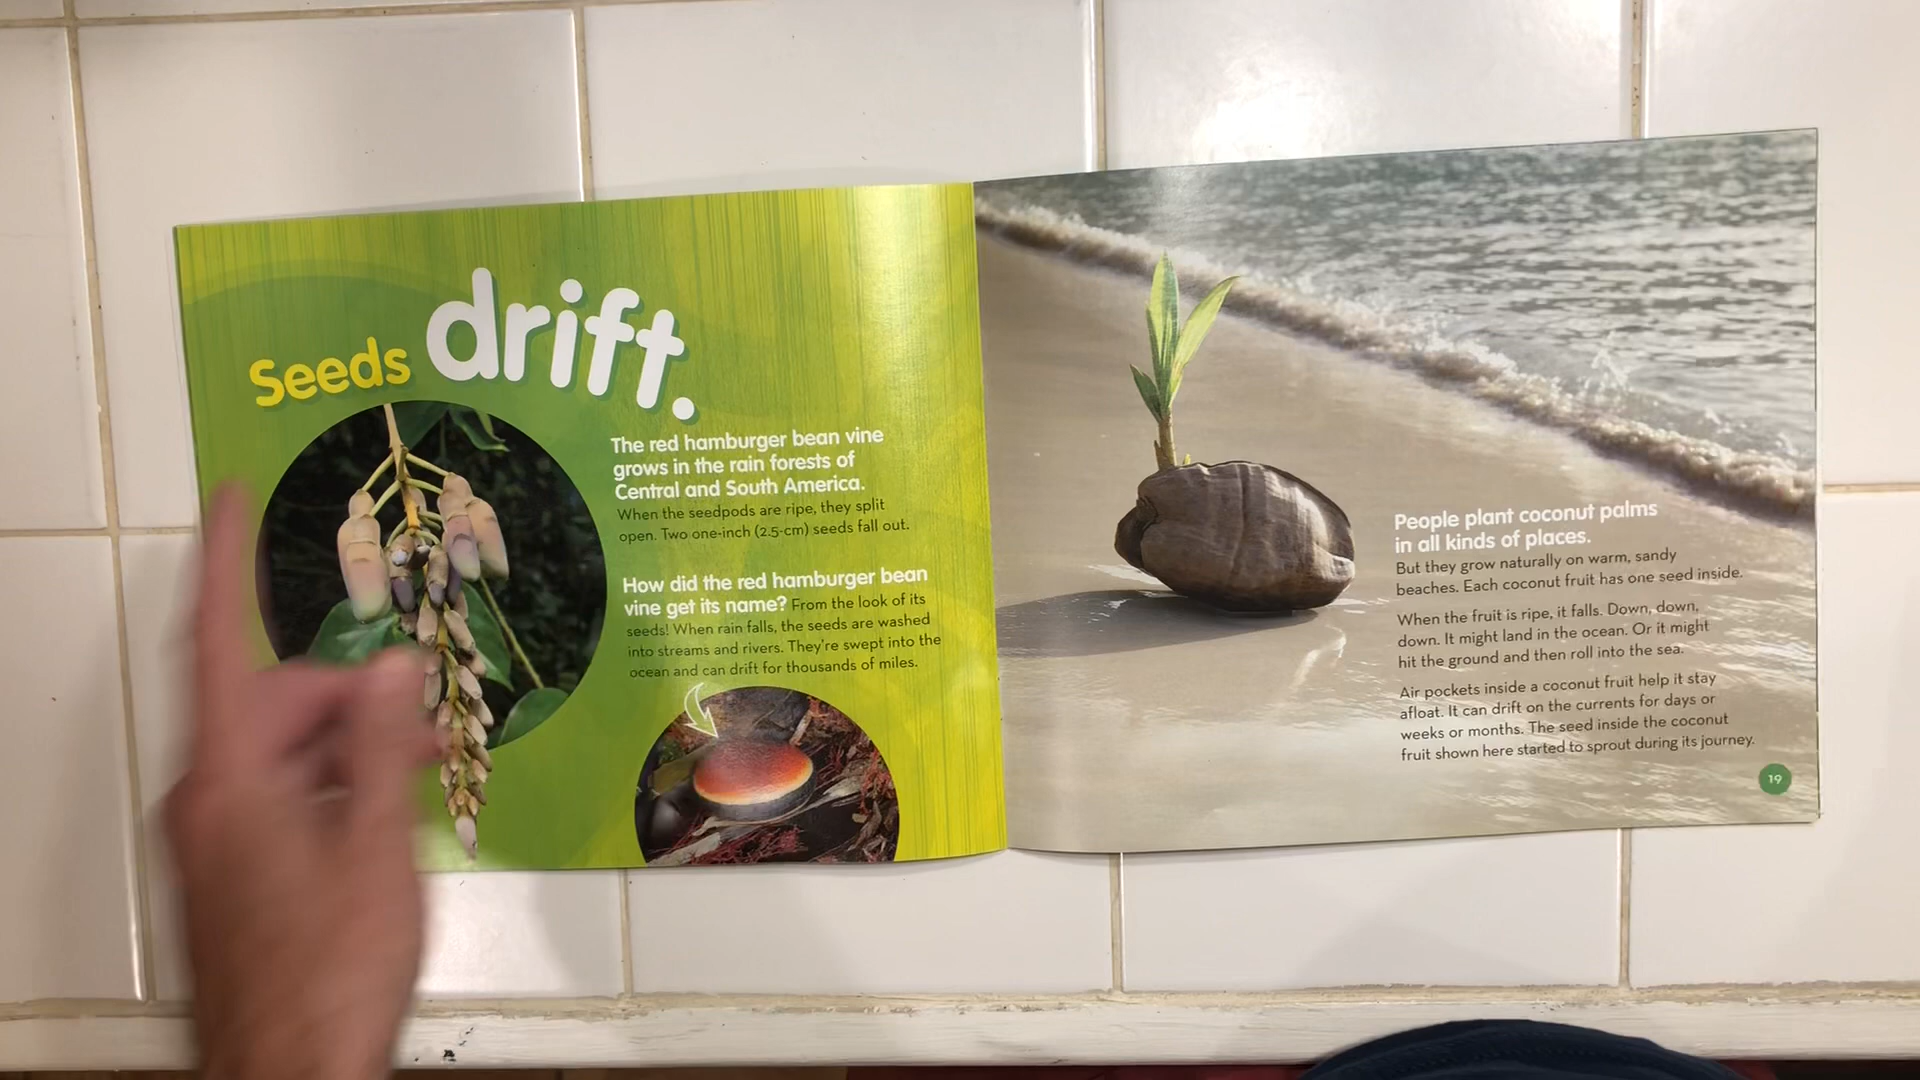 Seeds drift.
The red hamburger bean vine
grows in the rain forests of
Central and South America.
When the seedpods are ripe, they split
open. Two one-inch (2.5-cm) seeds fall out.
How did the red hamburger bean
vine get its name? From the look of its
seeds! When rain falls, the seeds are washed
into streams and rivers. They're swept into the
ocean and can drift for thousands of miles.
People plant coconut palms
in all kinds of places.
But they grow naturally on warm, sandy
beaches. Each coconut fruit has one seed inside.
When the fruit is ripe, it falls. Down, down,
down. It might land in the ocean. Or it might
hit the ground and then roll into the sea.
Air pockets inside a coconut fruit help it stay
afloat. It can drift on the currents for days or
weeks or months. The seed inside the coconut
fruit shown here started to sprout during its journey.
19